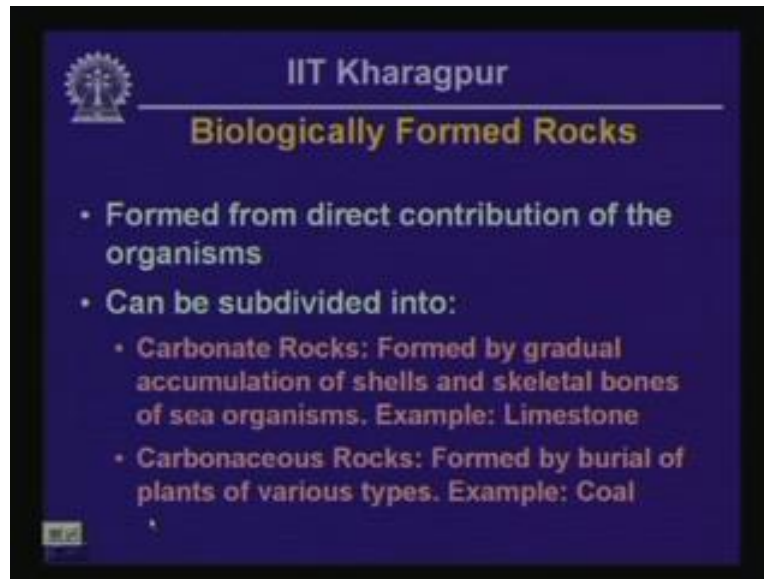 IIT Kharagpur
Biologically Formed Rocks
• Formed from direct contribution of the
organisms
• Can be subdivided into:
• Carbonate Rocks: Formed by gradual
accumulation of shells and skeletal bones
of sea organisms. Example: Limestone
• Carbonaceous Rocks: Formed by burial of
plants of various types. Example: Coal